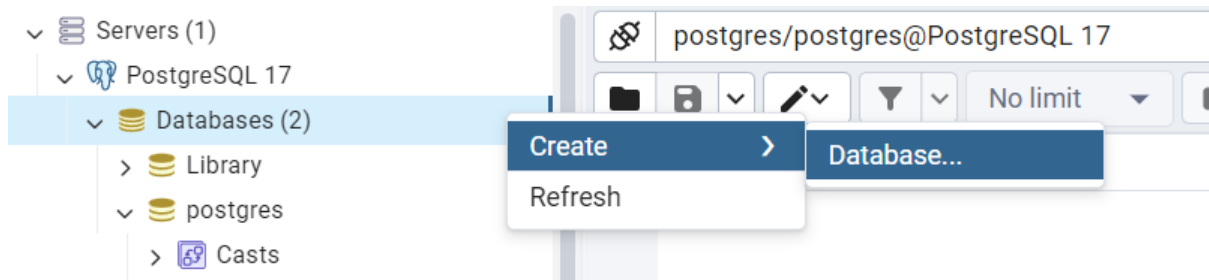 Servers (1)
PostgreSQL 17
Databases (2)
Library
postgres
Casts
postgres/postgres@PostgreSQL 17
No limit
Create
Refresh
Database...